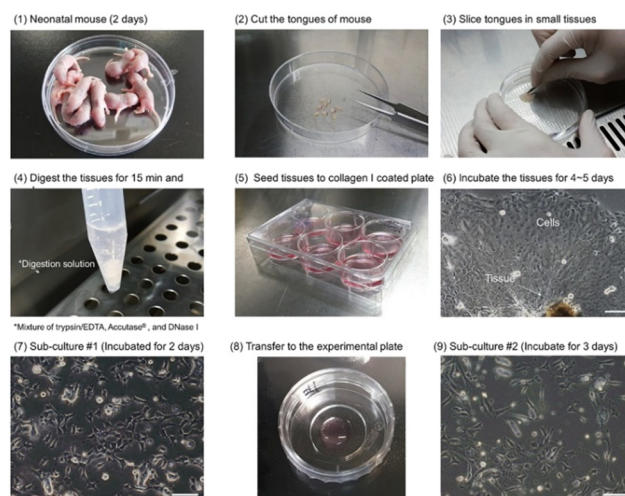 (1) Neonatal mouse (2 days)
(2) Cut the tongues of mouse
(3) Slice tongues in small tissues
(4) Digest the tissues for 15 min and
(5) Seed tissues to collagen I coated plate
(6) Incubate the tissues for 4~5 days
Cells
*Digestion solution
Tissue
*Mixture of trypsin/EDTA, Accutase®, and DNase I
(7) Sub-culture #1 (Incubated for 2 days)
(8) Transfer to the experimental plate
(9) Sub-culture #2 (Incubate for 3 days)